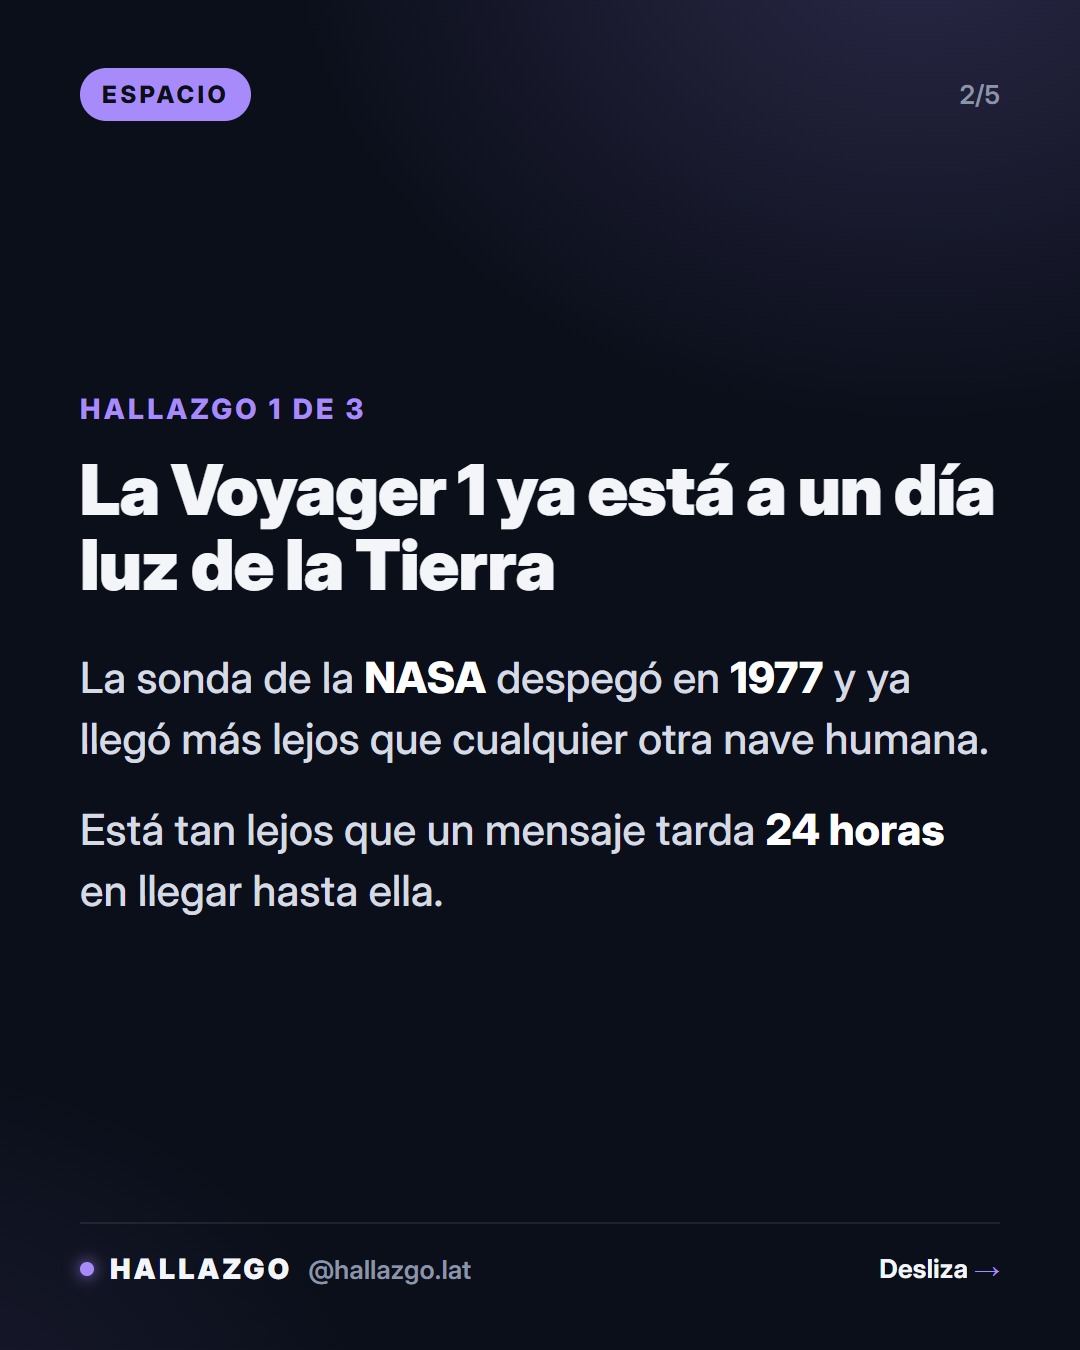 ESPACIO
2/5
HALLAZGO 1 DE 3
La Voyager 1 ya está a un día
luz de la Tierra
La sonda de la NASA despegó en 1977 y ya
llegó más lejos que cualquier otra nave humana.
Está tan lejos que un mensaje tarda 24 horas
en llegar hasta ella.
HALLAZGO @hallazgo.lat
Desliza →